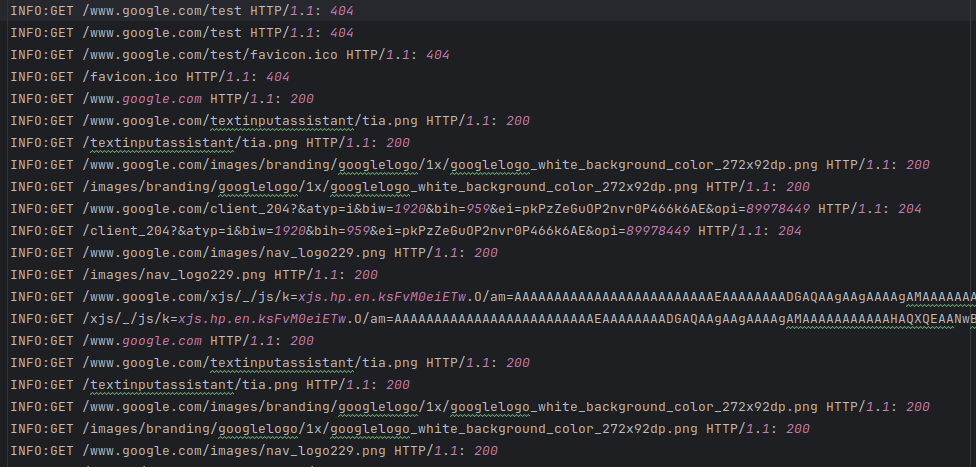 INFO:GET /www.google.com/test HTTP/1.1: 404
INFO:GET /www.google.com/test HTTP/1.1: 404
INFO:GET /www.google.com/test/favicon.ico HTTP/1.1: 404
INFO:GET /favicon.ico HTTP/1.1: 404
INFO:GET /www.google.com HTTP/1.1: 200
INFO:GET /www.google.com/textinputassistant/tia.png HTTP/1.1: 200
INFO:GET /textinputassistant/tia.png HTTP/1.1: 200
INFO:GET /www.google.com/images/branding/googlelogo/1x/googlelogo_white_background_color_272x92dp.png HTTP/1.1: 200
INFO:GET /images/branding/googlelogo/1x/googlelogo_white_background_color_272x92dp.png HTTP/1.1: 200
INFO:GET /www.google.com/client_204?&atyp=i&biw=1920&bih=959&ei=pkPzZeGuOP2nvr0P466k6AE&opi=89978449 HTTP/1.1: 204
INFO:GET /client_204?&atyp=i&biw=1920&bih=959&ei=pkPzZeGuOP2nvr0P466k6AE&opi=89978449 HTTP/1.1: 204
INFO:GET /www.google.com/images/nav_logo229.png HTTP/1.1: 200
INFO:GET /images/nav_logo229.png HTTP/1.1: 200
INFO:GET /www.google.com/xjs/_/js/k=xjs.hp.en.ksFvM0eiETw.O/am=AAAAAAAAAAAAAAAAAAAAAAAAAEAAAAAAAADGAQAAgAAgAAAAgAMAAAAAAA
INFO:GET /xjs/_/js/k=xjs.hp.en.ksFvM0eiETw.O/am=AAAAAAAAAAAAAAAAAAAAAAAAAEAAAAAAAADGAQAAgAAgAAAAgAMAAAAAAAAAAAHAQXQEAANwB
INFO:GET /www.google.com HTTP/1.1: 200
INFO:GET /www.google.com/textinputassistant/tia.png HTTP/1.1: 200
INFO:GET /textinputassistant/tia.png HTTP/1.1: 200
INFO:GET /www.google.com/images/branding/googlelogo/1x/googlelogo_white_background_color_272x92dp.png HTTP/1.1: 200
INFO:GET /images/branding/googlelogo/1x/googlelogo_white_background_color_272x92dp.png HTTP/1.1: 200
INFO:GET /www.google.com/images/nav_logo229.png HTTP/1.1: 200